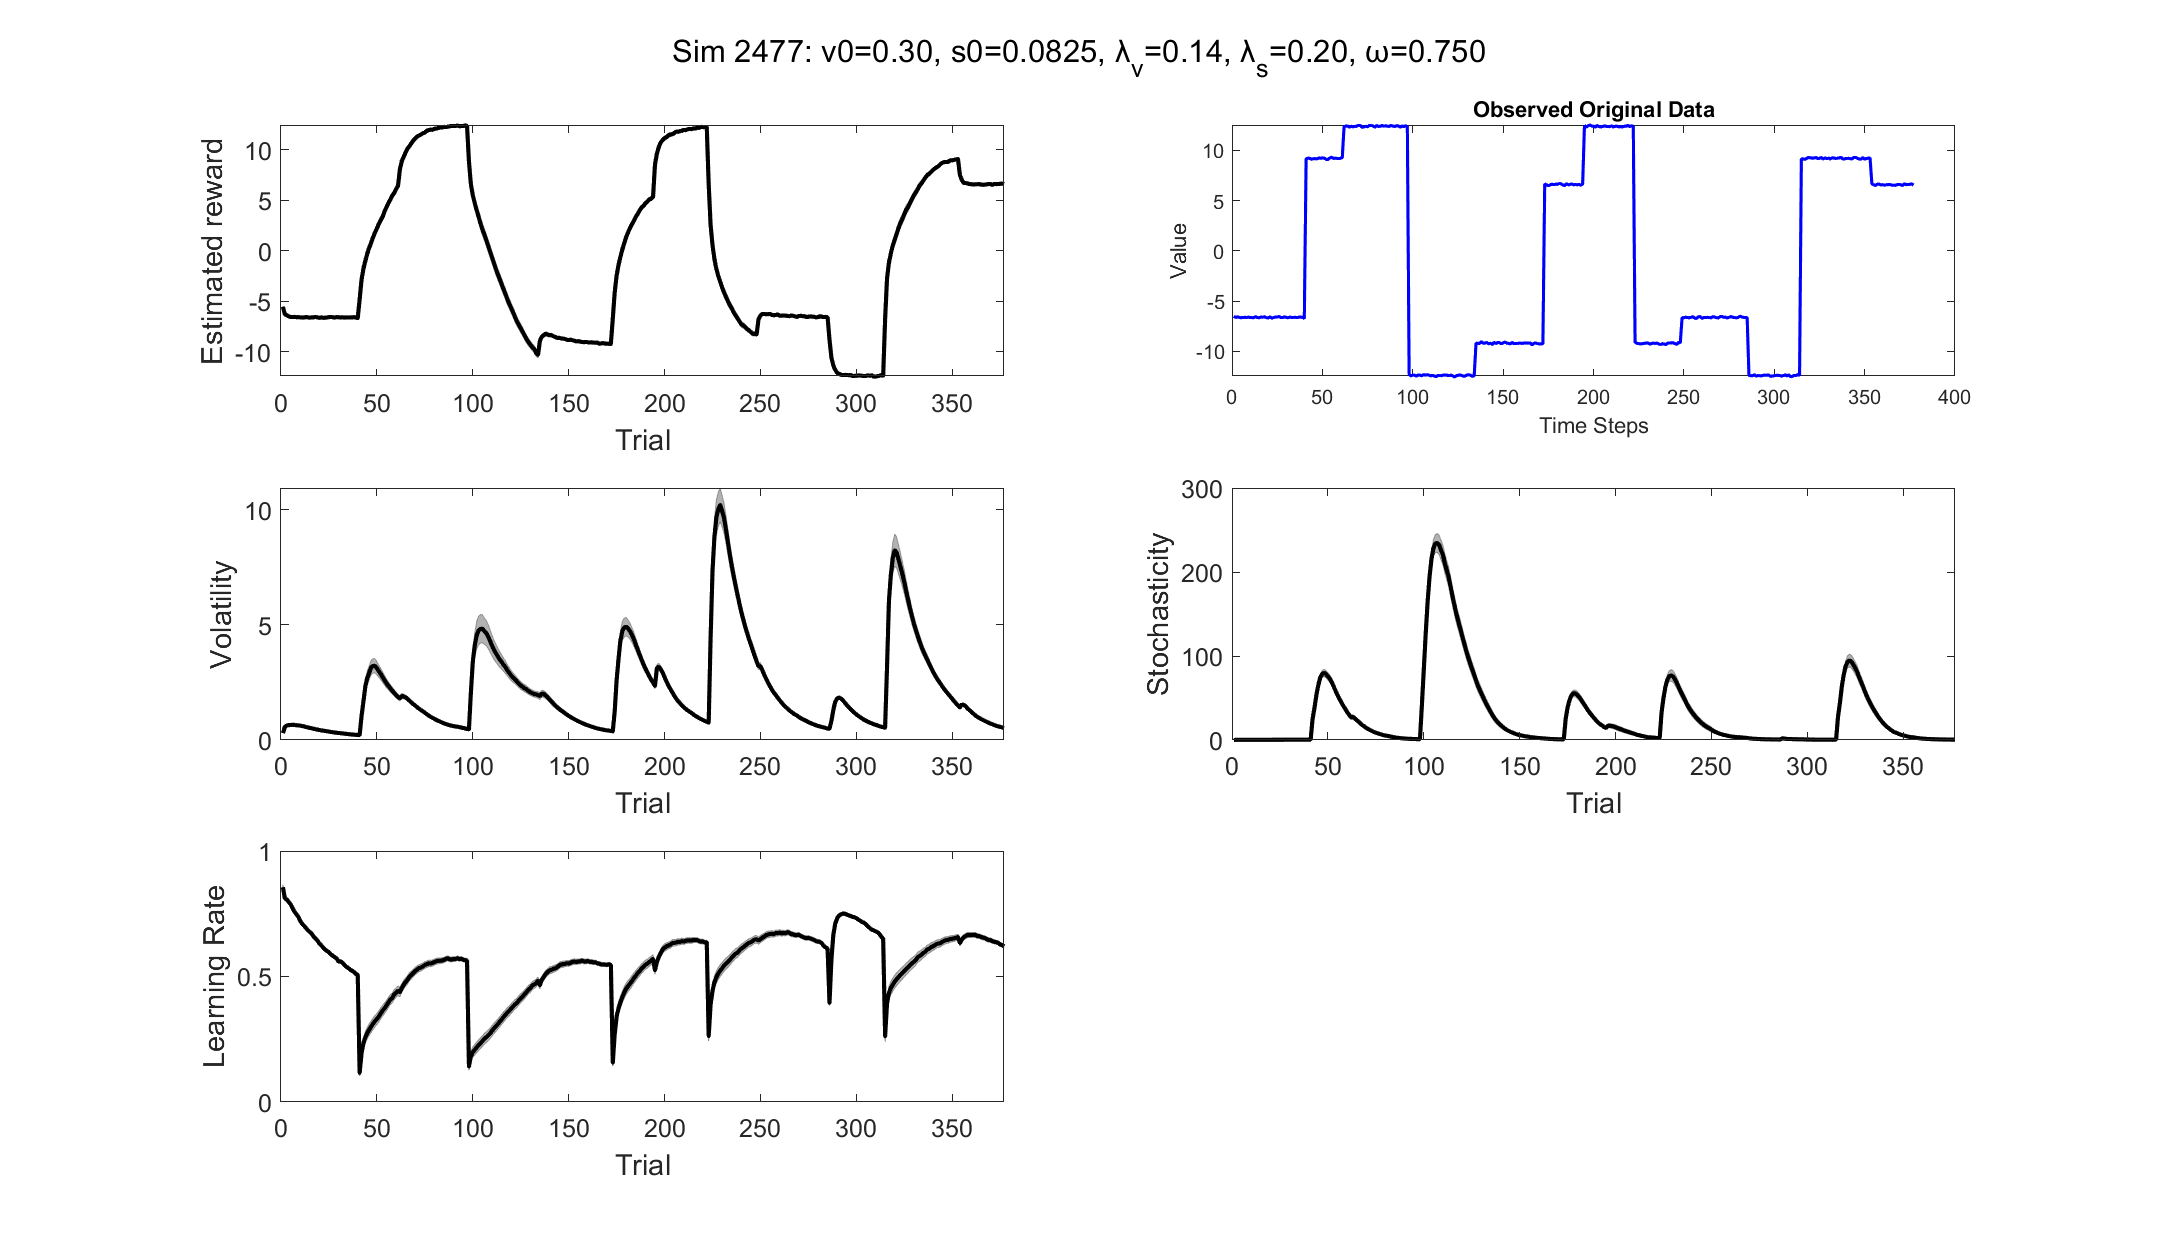 Sim 2477: v0=0.30, s0=0.0825, λv=0.14, λs=0.20, ω=0.750
Estimated reward
10
5
0
-5
-10
0 50 100 150 200 250 300 350
Trial
Observed Original Data
Value
10
5
0
-5
-10
0 50 100 150 200 250 300 350 400
Time Steps
Volatility
10
5
0
0 50 100 150 200 250 300 350
Trial
Stochasticity
300
200
100
0
0 50 100 150 200 250 300 350
Trial
Learning Rate
1
0.5
0
0 50 100 150 200 250 300 350
Trial